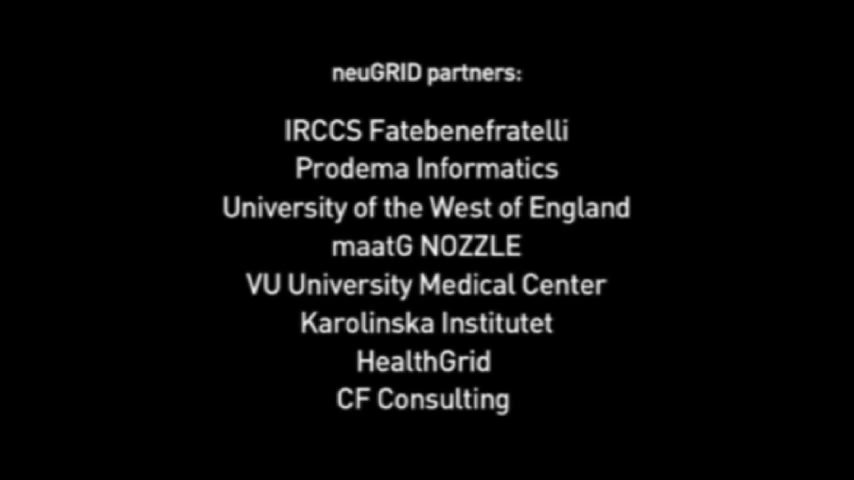 neuGRID partners:
IRCCS Fatebenefratelli
Prodema Informatics
University of the West of England
maatG NOZZLE
VU University Medical Center
Karolinska Institutet
HealthGrid
CF Consulting